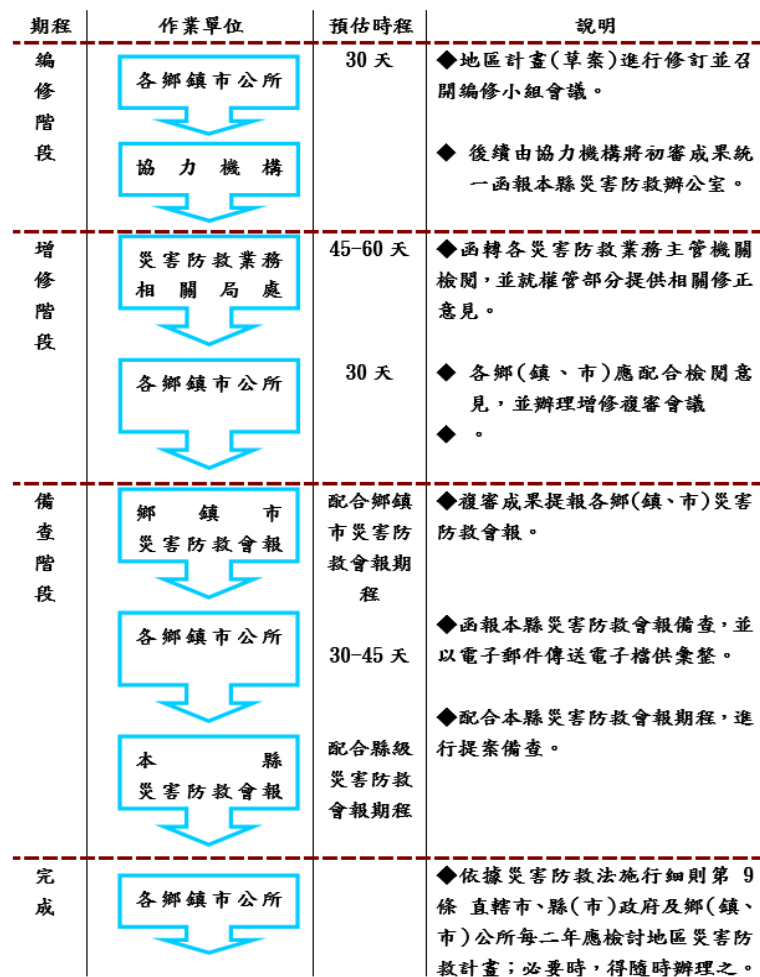 期程 作業單位 預估時程 說明
編修階段
各鄉鎮市公所
30 天
◆地區計畫(草案)進行修訂並召
開編修小組會議。
協力機構
◆ 後續由協力機構將初審成果統
一函報本縣災害防救辦公室。
增修階段
災害防救業務
相關局處
45-60 天
◆函轉各災害防救業務主管機關
檢閱，並就權管部分提供相關修正
意見。
各鄉鎮市公所
30 天
◆ 各鄉(鎮、市)應配合檢閱意
見，並辦理增修複審會議
◆ 。
備查階段
鄉鎮市
災害防救會報
配合鄉鎮
市災害防
救會報期
程
◆複審成果提報各鄉(鎮、市)災害
防救會報。
各鄉鎮市公所
30-45 天
◆函報本縣災害防救會報備查，並
以電子郵件傳送電子檔供彙整。
本縣
災害防救會報
配合縣級
災害防救
會報期程
◆配合本縣災害防救會報期程，進
行提案備查。
完成
各鄉鎮市公所
◆依據災害防救法施行細則第 9
條 直轄市、縣(市)政府及鄉(鎮、
市)公所每二年應檢討地區災害防
救計畫；必要時，得隨時辦理之。